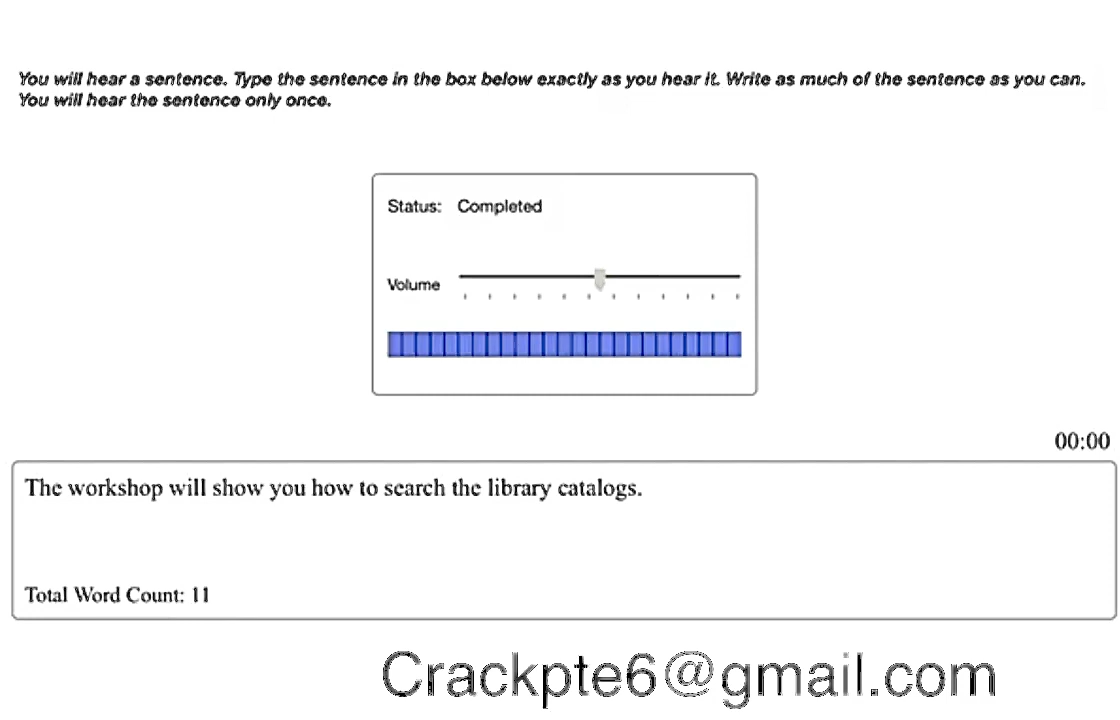 You will hear a sentence. Type the sentence in the box below exactly as you hear it. Write as much of the sentence as you can.
You will hear the sentence only once.
Status: Completed
Volume
00:00
The workshop will show you how to search the library catalogs.
Total Word Count: 11
Crackpte6@gmail.com